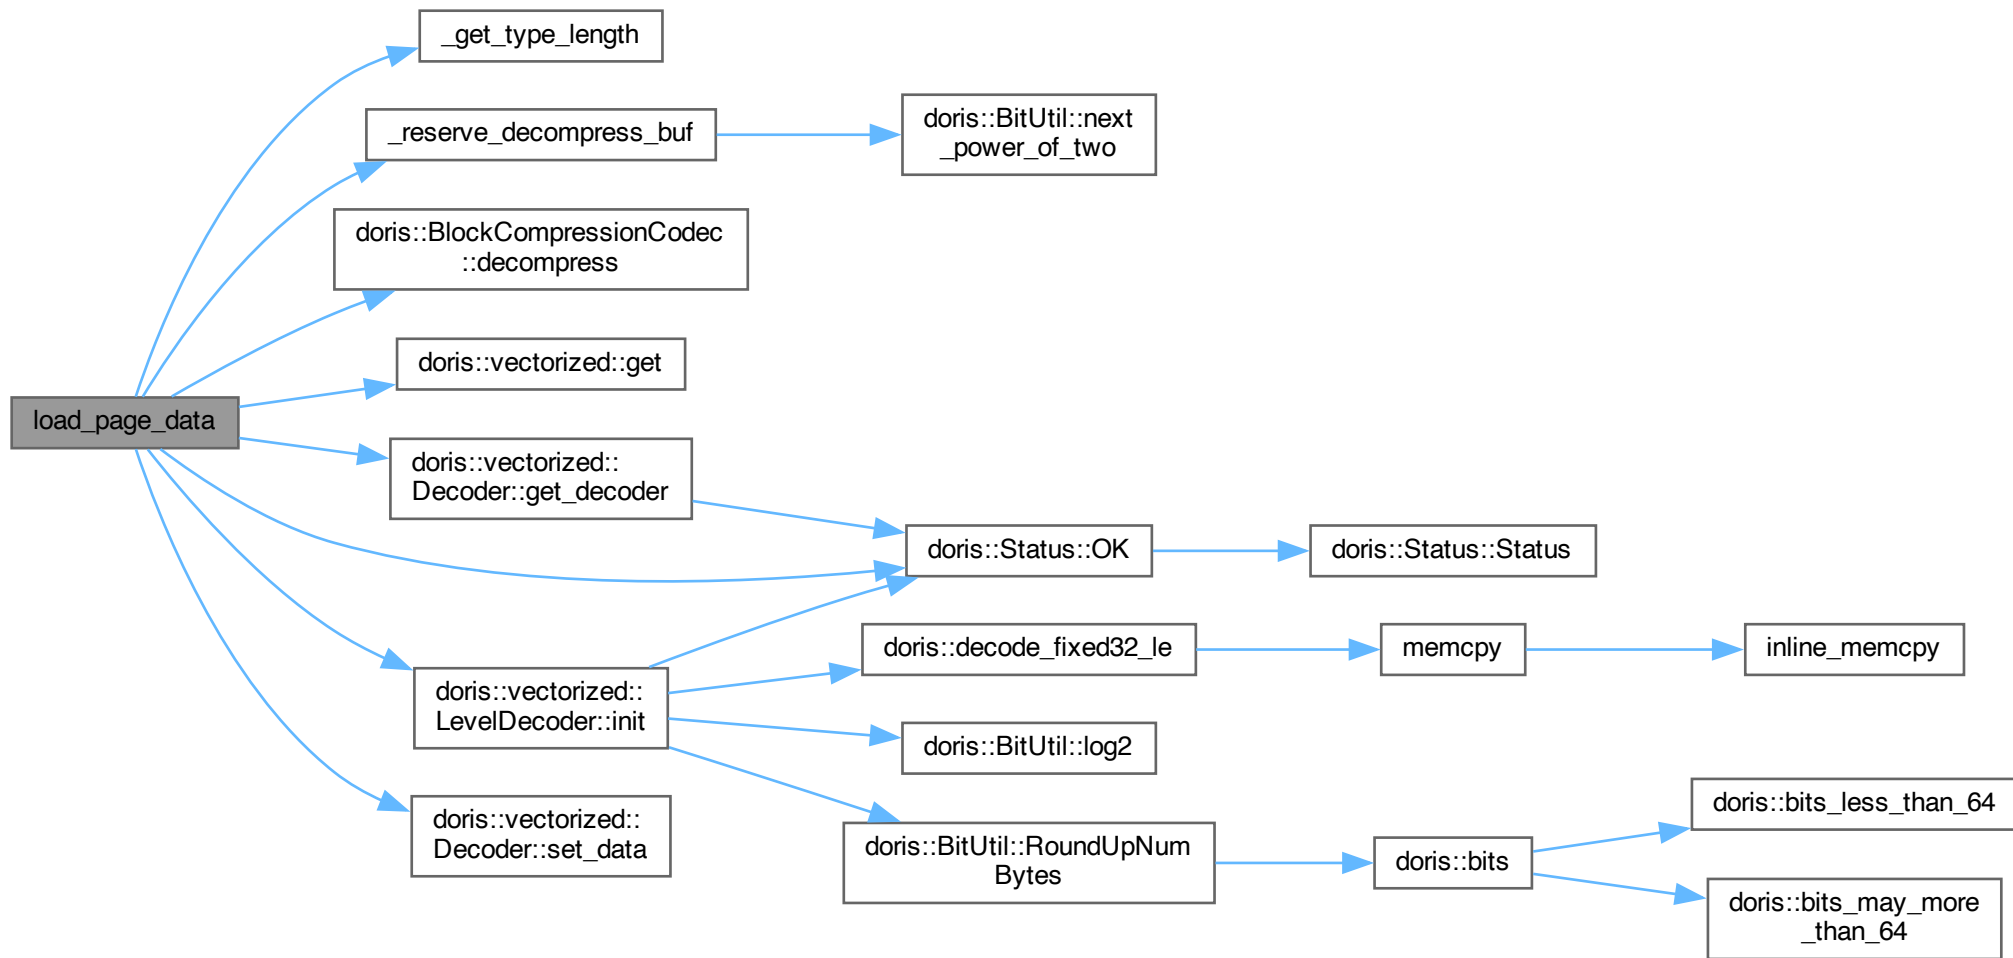 _get_type_length
_reserve_decompress_buf
doris::BitUtil::next
_power_of_two
doris::BlockCompressionCodec
::decompress
doris::vectorized::get
load_page_data
doris::vectorized::
Decoder::get_decoder
doris::Status::OK
doris::Status::Status
doris::decode_fixed32_le
memcpy
inline_memcpy
doris::vectorized::
LevelDecoder::init
doris::BitUtil::log2
doris::vectorized::
Decoder::set_data
doris::BitUtil::RoundUpNum
Bytes
doris::bits
doris::bits_less_than_64
doris::bits_may_more
_than_64